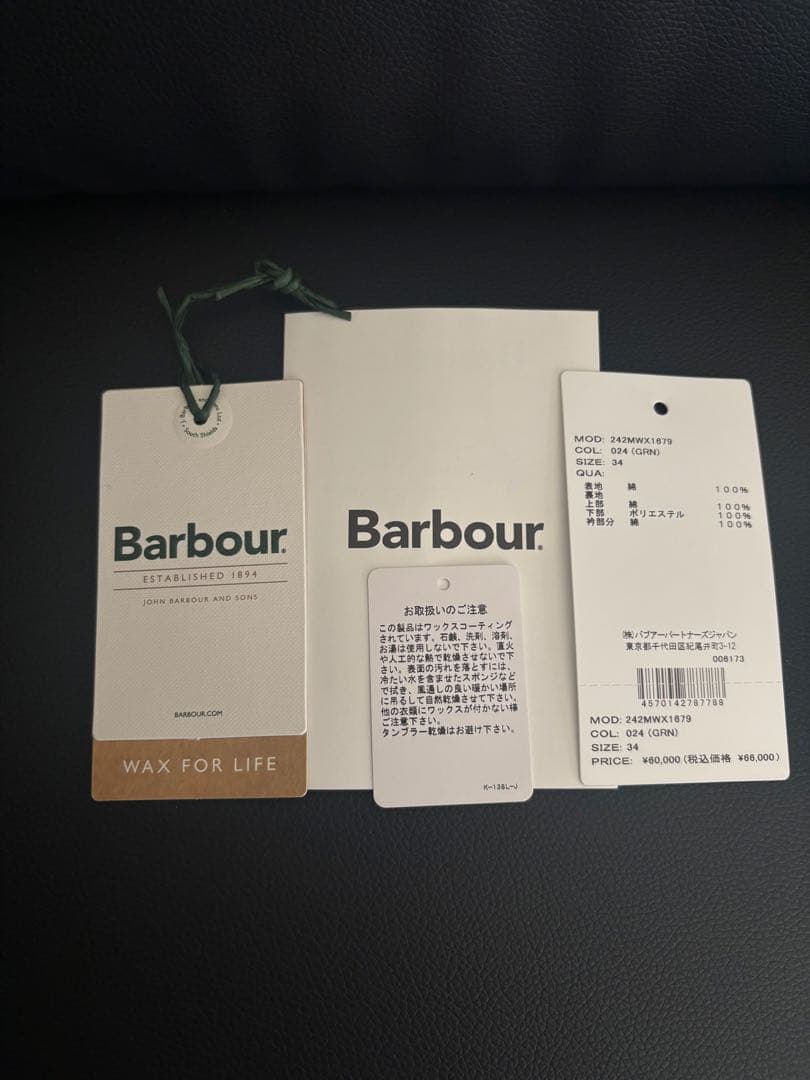 South Shields
Barbour.
ESTABLISHED 1894
JOHN BARBOUR AND SONS
BARBOUR.COM
WAX FOR LIFE
Barbour.
お取扱いのご注意
この製品はワックスコーティング
されています。石鹸、洗剤、溶剤、
お湯は使用しないで下さい。直火
や人工的な熱で乾燥させないで下
さい。表面の汚れを落とすには、
冷たい水を含ませたスポンジなど
で拭き、風通しの良い暖かい場所
に吊るして自然乾燥させて下さい。
他の衣類にワックスが付かない様
ご注意下さい。
タンブラー乾燥はお避け下さい。
K-136L-J
MOD: 242MWX1679
COL: 024 (GRN)
SIZE: 34
QUA:
表地 綿 100%
裏地
上部 綿 100%
下部 ポリエステル 100%
衿部分 綿 100%
(株)バブアーパートナーズジャパン
東京都千代田区紀尾井町3-12
006173
4570142787788
MOD: 242MWX1679
COL: 024 (GRN)
SIZE: 34
PRICE: ¥60,000 (税込価格 ¥66,000)